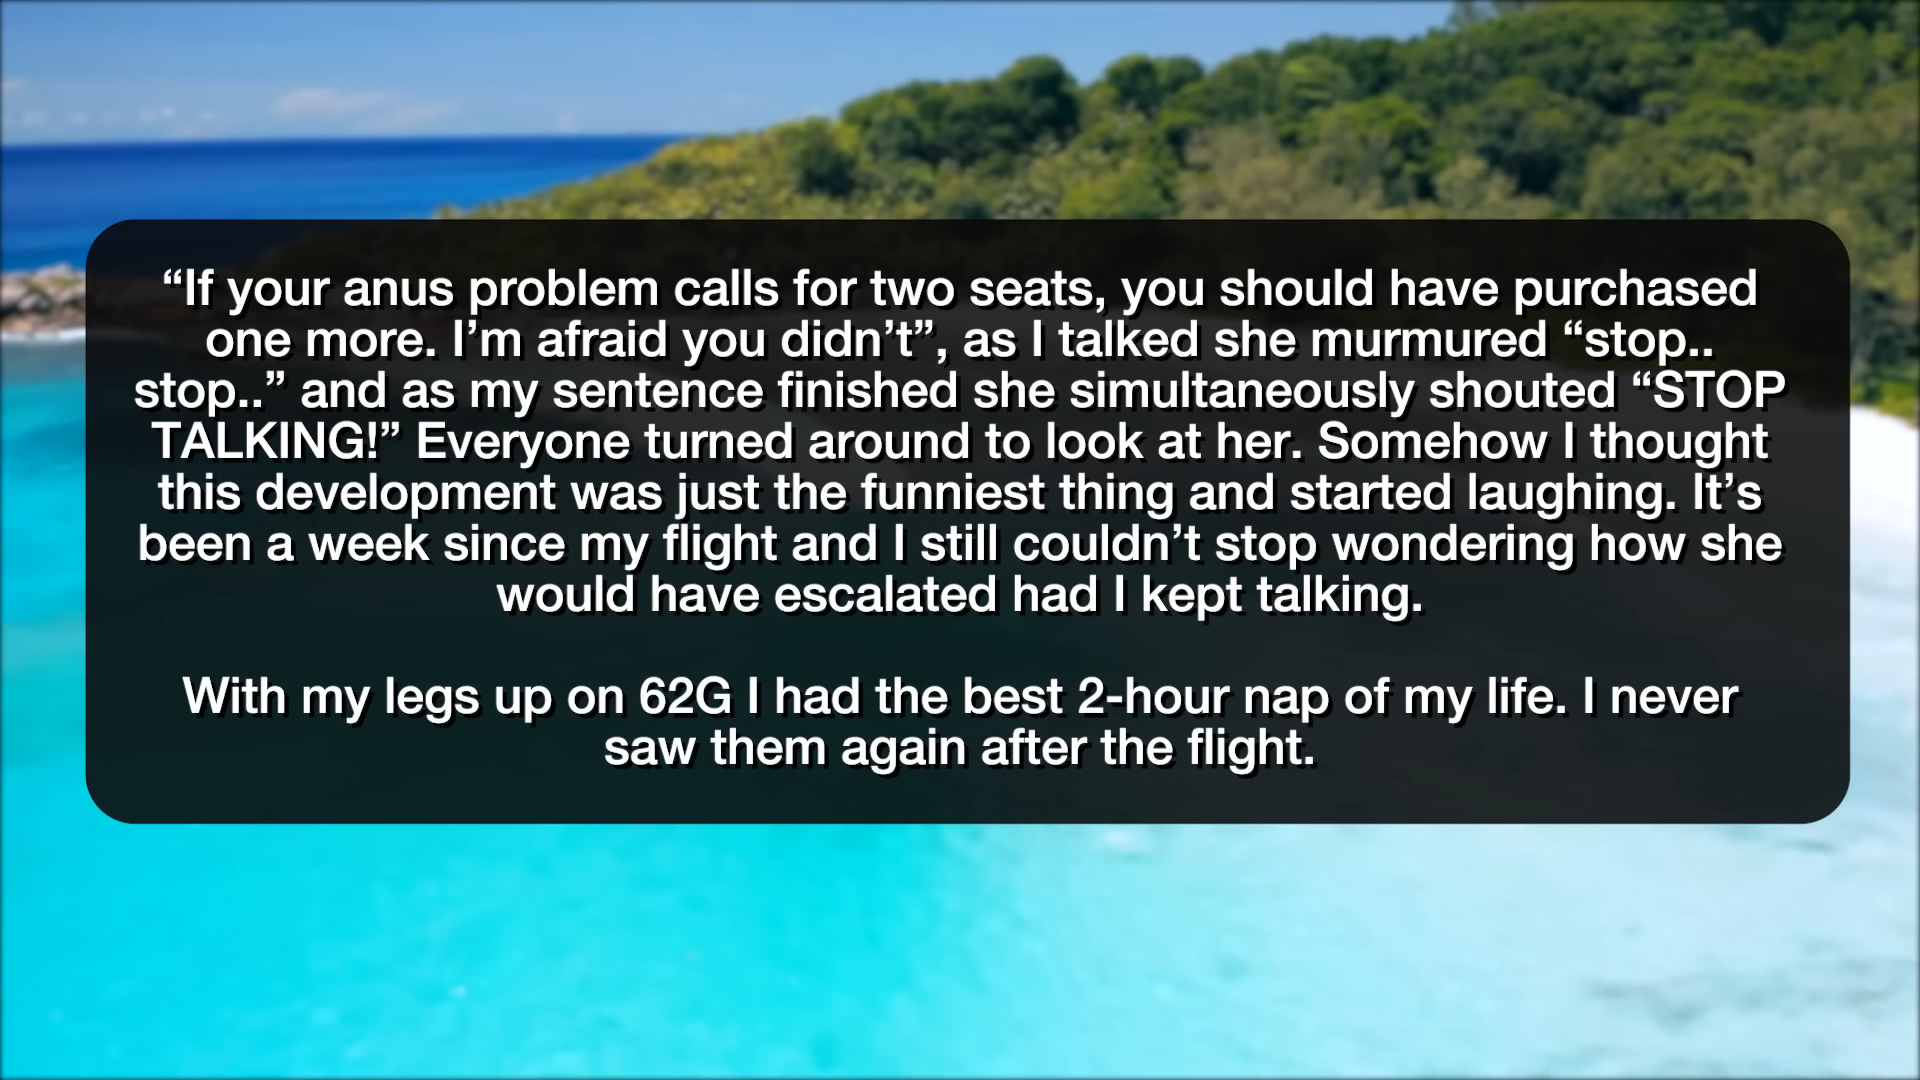 “If your anus problem calls for two seats, you should have purchased
one more. I’m afraid you didn’t”, as I talked she murmured “stop..
stop..” and as my sentence finished she simultaneously shouted “STOP
TALKING!” Everyone turned around to look at her. Somehow I thought
this development was just the funniest thing and started laughing. It’s
been a week since my flight and I still couldn’t stop wondering how she
would have escalated had I kept talking.
With my legs up on 62G I had the best 2-hour nap of my life. I never
saw them again after the flight.